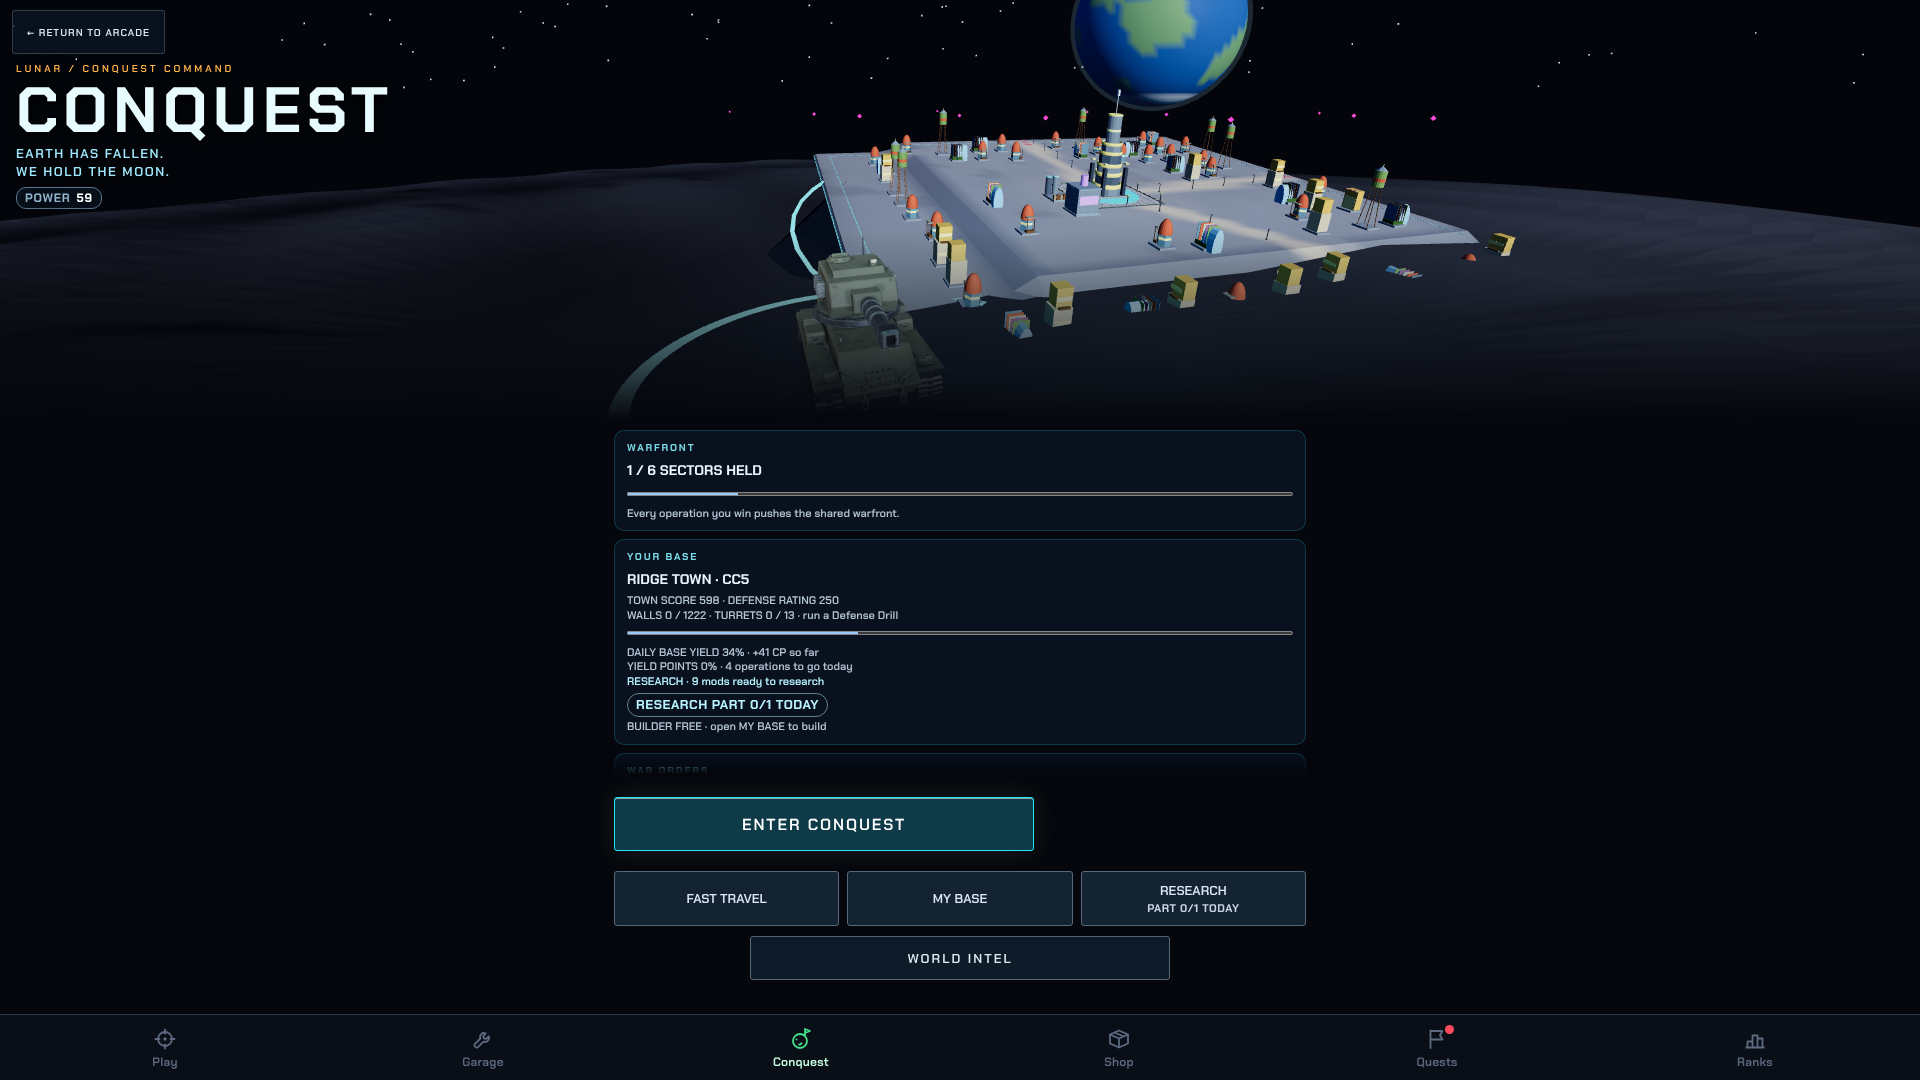 ← RETURN TO ARCADE
LUNAR / CONQUEST COMMAND
CONQUEST
EARTH HAS FALLEN.
WE HOLD THE MOON.
POWER 59
WARFRONT
1 / 6 SECTORS HELD
Every operation you win pushes the shared warfront.
YOUR BASE
RIDGE TOWN · CC5
TOWN SCORE 598 · DEFENSE RATING 250
WALLS 0 / 1222 · TURRETS 0 / 13 · run a Defense Drill
DAILY BASE YIELD 34% · +41 CP so far
YIELD POINTS 0% · 4 operations to go today
RESEARCH · 9 mods ready to research
RESEARCH PART 0/1 TODAY
BUILDER FREE · open MY BASE to build
WAR ORDERS
ENTER CONQUEST
FAST TRAVEL
MY BASE
RESEARCH
PART 0/1 TODAY
WORLD INTEL
Play
Garage
Conquest
Shop
Quests
Ranks